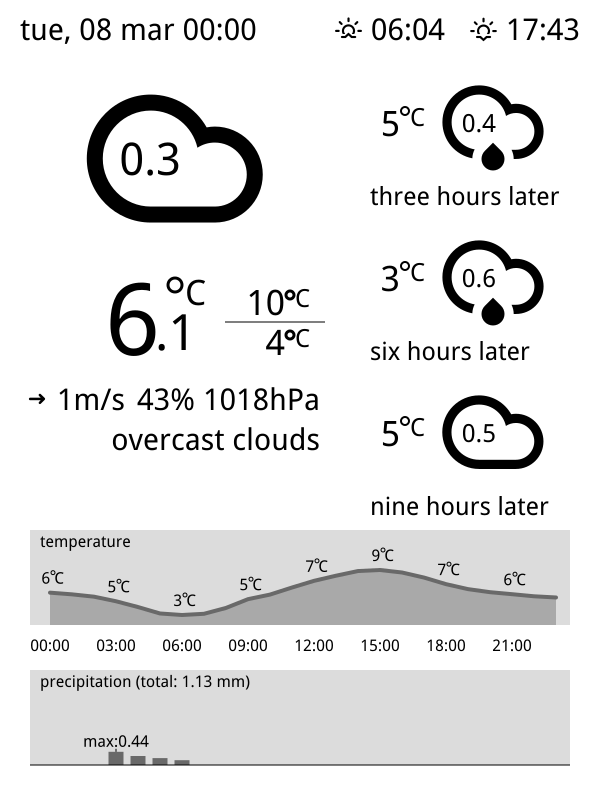 tue, 08 mar 00:00 06:04 17:43
0.3
6.1°C
10°C
4°C
→ 1m/s 43% 1018hPa
overcast clouds
5°C 0.4
three hours later
3°C 0.6
six hours later
5°C 0.5
nine hours later
temperature
6°C 5°C 3°C 5°C 7°C 9°C 7°C 6°C
00:00 03:00 06:00 09:00 12:00 15:00 18:00 21:00
precipitation (total: 1.13 mm)
max:0.44